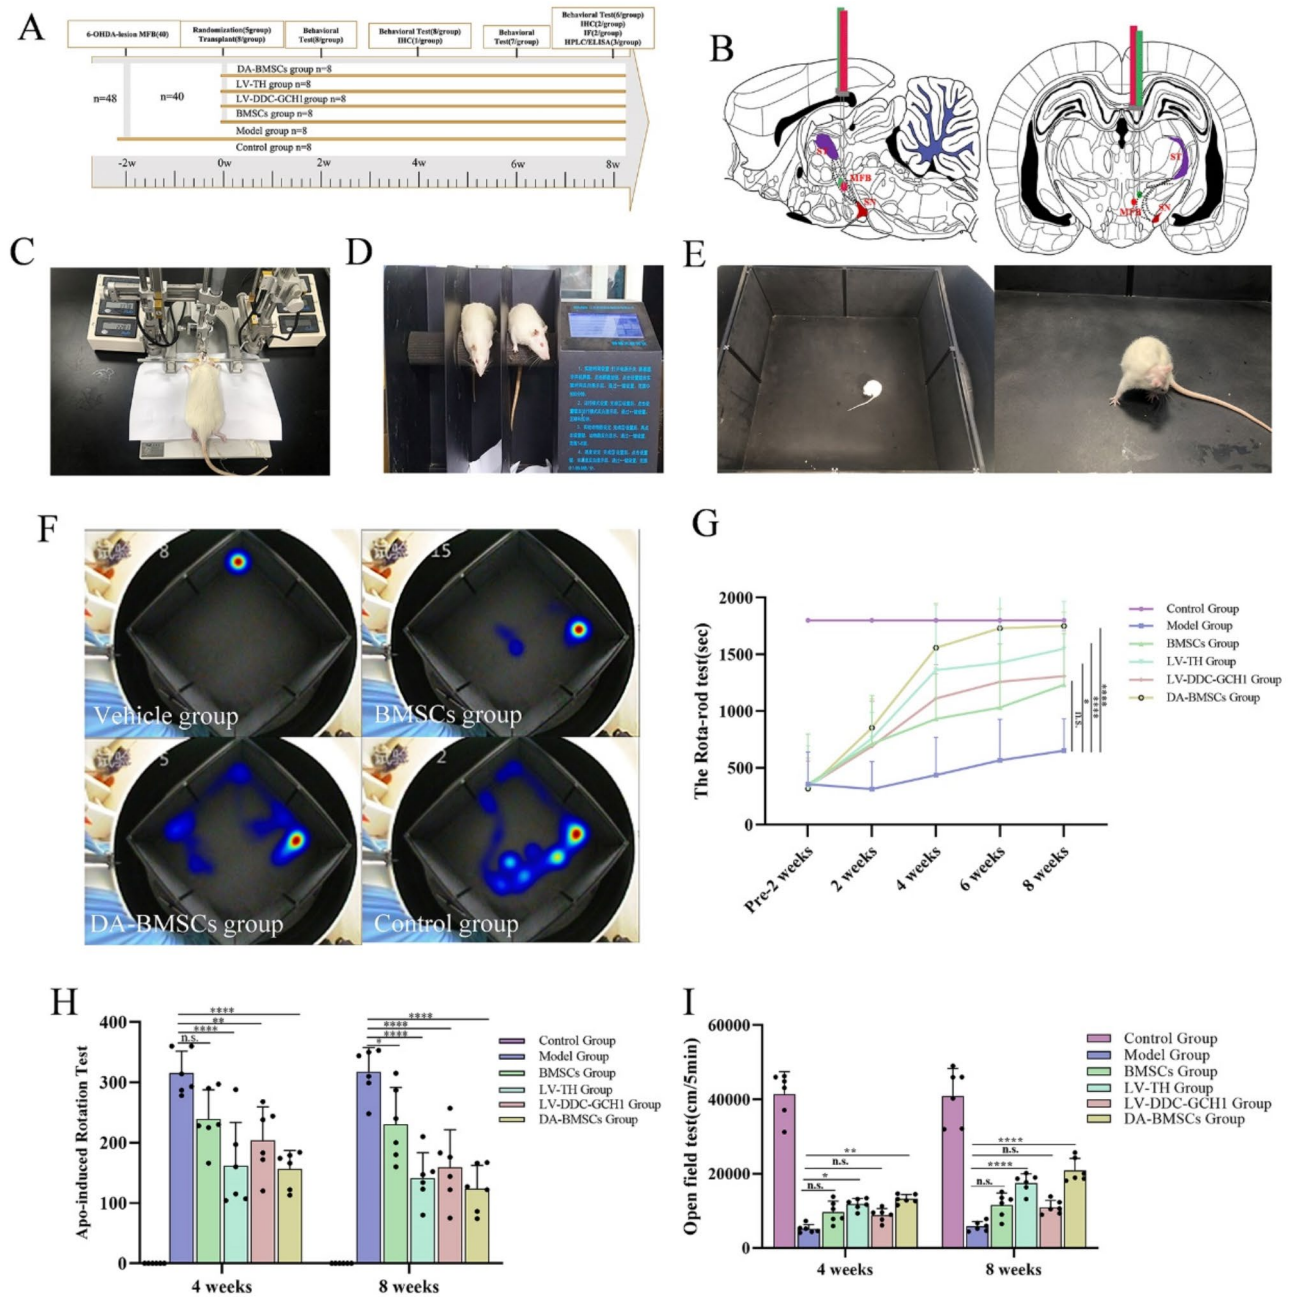 A
6-OHDA-lesion MFB(40)
Randomization(5group)
Transplant(8/group)
Behavioral
Test(8/group)
Behavioral Test(8/group)
IHC(1/group)
Behavioral
Test(7/group)
Behavioral Test(6/group)
IHC(2/group)
IF(2/group)
HPLC/ELISA(3/group)
n=48
n=40
DA-BMSCs group n=8
LV-TH group n=8
LV-DDC-GCH1group n=8
BMSCs group n=8
Model group n=8
Control group n=8
-2w 0w 2w 4w 6w 8w
B
ST
MFB
SN
ST
MFB
SN
C
D
E
F
8
Vehicle group
15
BMSCs group
5
DA-BMSCs group
2
Control group
G
The Rota-rod test(sec)
2000
1500
1000
500
0
Pre-2 weeks
2 weeks
4 weeks
6 weeks
8 weeks
n.s.
*
****
****
Control Group
Model Group
BMSCs Group
LV-TH Group
LV-DDC-GCH1 Group
DA-BMSCs Group
H
Apo-induced Rotation Test
400
300
200
100
0
****
**
****
n.s.
****
****
****
*
4 weeks
8 weeks
Control Group
Model Group
BMSCs Group
LV-TH Group
LV-DDC-GCH1 Group
DA-BMSCs Group
I
Open field test(cm/5min)
60000
40000
20000
0
**
n.s.
*
n.s.
****
n.s.
****
n.s.
4 weeks
8 weeks
Control Group
Model Group
BMSCs Group
LV-TH Group
LV-DDC-GCH1 Group
DA-BMSCs Group